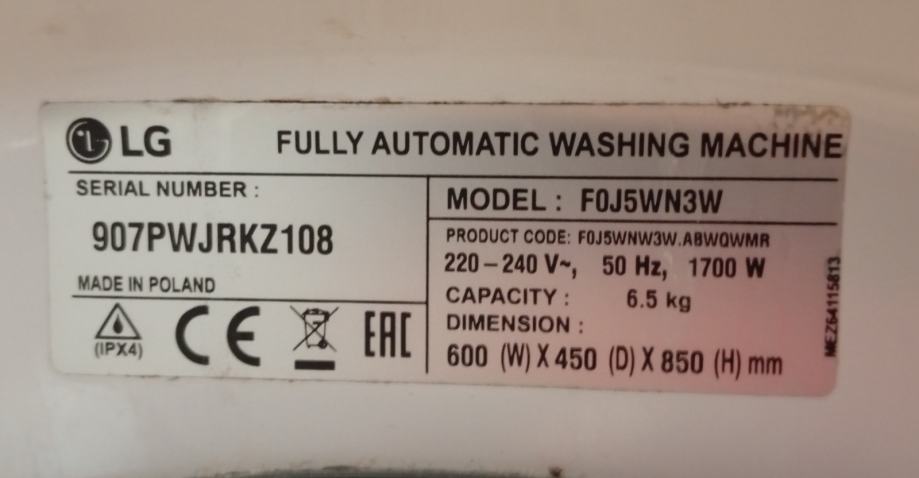 LG FULLY AUTOMATIC WASHING MACHINE
SERIAL NUMBER :
907PWJRKZ108
MADE IN POLAND
(IPX4) CE EAC
MODEL : F0J5WN3W
PRODUCT CODE: F0J5WNW3W.ABWQWMR
220-240 V~, 50 Hz, 1700 W
CAPACITY : 6.5 kg
DIMENSION :
600 (W) X 450 (D) X 850 (H) mm
MEZ64115813